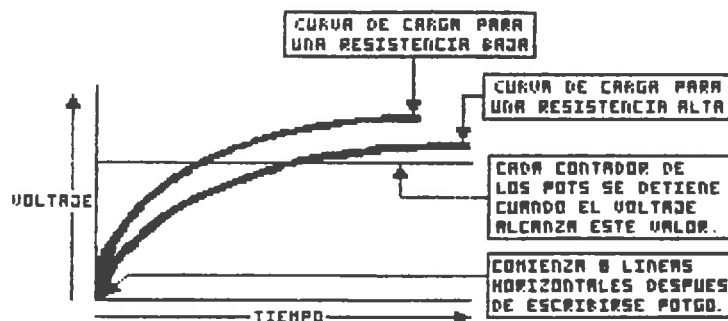 CURVA DE CARGA PARA
UNA RESISTENCIA BAJA
CURVA DE CARGA PARA
UNA RESISTENCIA ALTA
VOLTAJE
CADA CONTADOR DE
LOS POTS SE DETIENE
CUANDO EL VOLTAJE
ALCANZA ESTE VALOR.
COMIENZA 8 LINEAS
HORIZONTALES DESPUES
DE ESCRIBIRSE POTGO.
TIEMPO